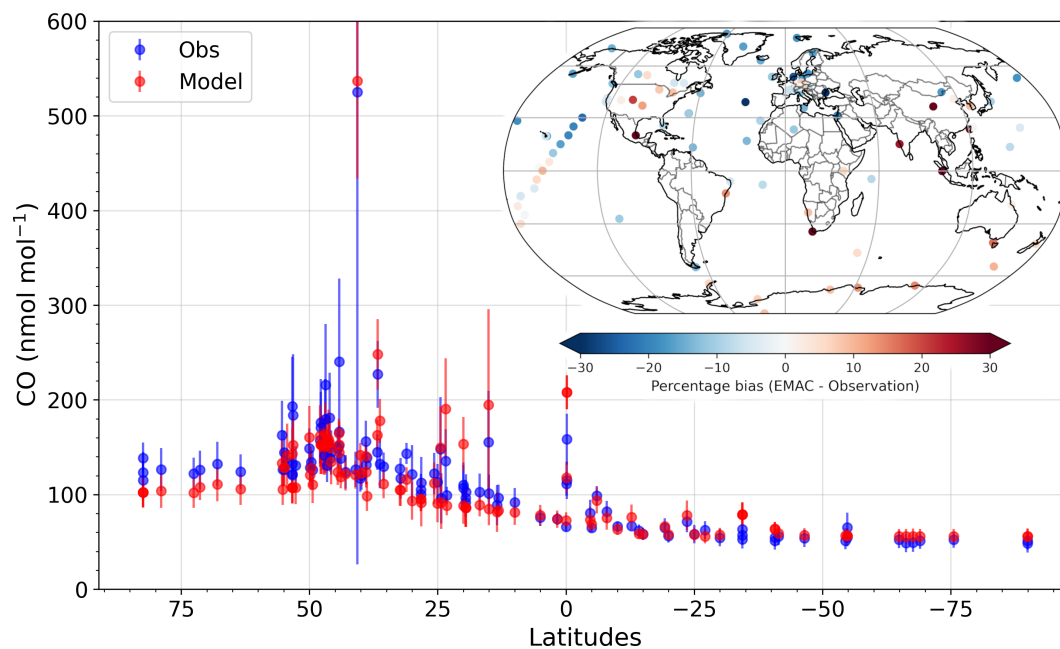 600
500
400
300
200
100
0
CO (nmol mol⁻¹)
Obs
Model
−30 −20 −10 0 10 20 30
Percentage bias (EMAC - Observation)
75 50 25 0 −25 −50 −75
Latitudes